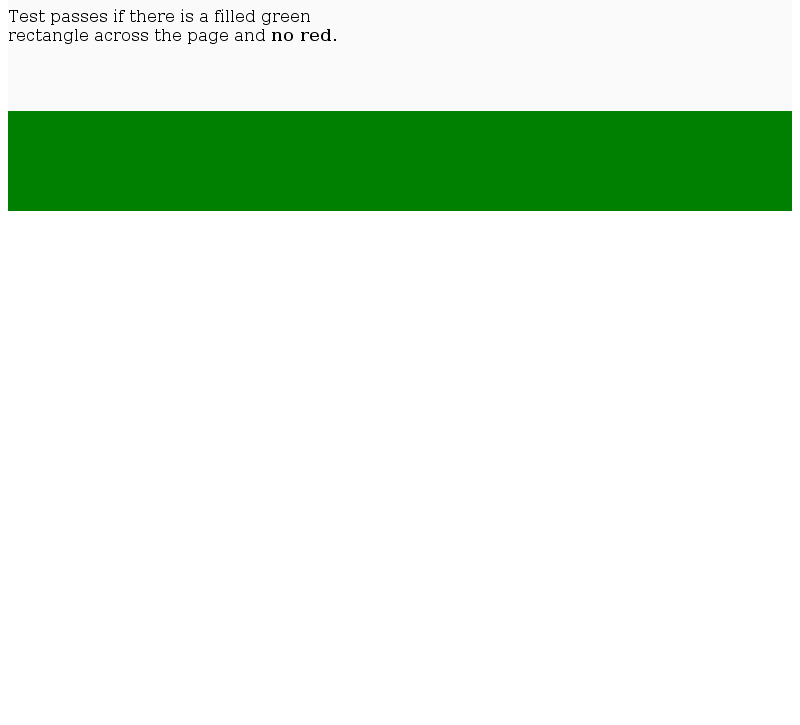 Test passes if there is a filled green
rectangle across the page and no red.